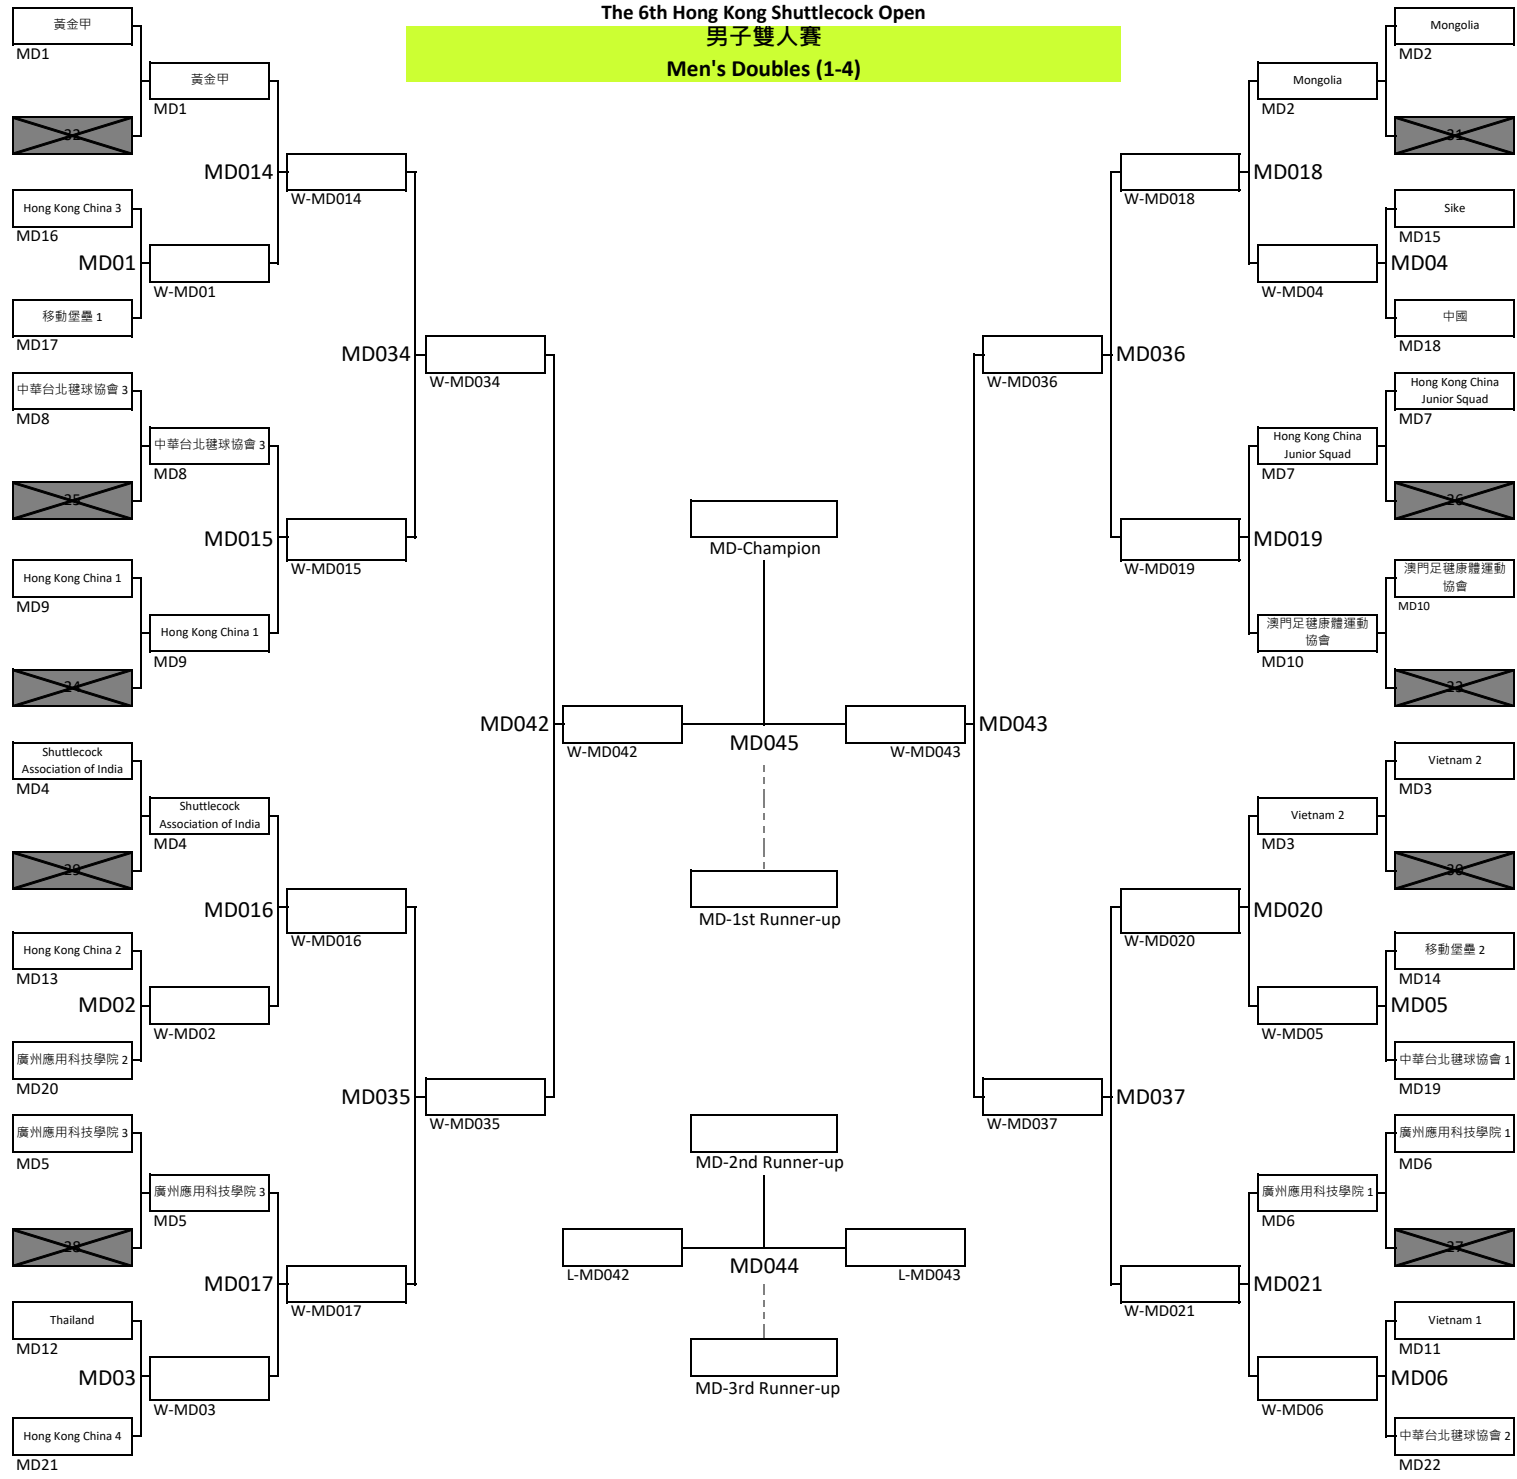 The 6th Hong Kong Shuttlecock Open
男子雙人賽
Men's Doubles (1-4)
黃金甲
MD1
黃金甲
MD1
32
MD014
W-MD014
Hong Kong China 3
MD16
MD01
W-MD01
移動堡壘 1
MD17
MD034
W-MD034
中華台北毽球協會 3
MD8
中華台北毽球協會 3
MD8
25
MD015
W-MD015
Hong Kong China 1
MD9
Hong Kong China 1
MD9
24
MD042
W-MD042
Shuttlecock
Association of India
MD4
Shuttlecock
Association of India
MD4
29
MD016
W-MD016
Hong Kong China 2
MD13
MD02
W-MD02
廣州應用科技學院 2
MD20
MD035
W-MD035
廣州應用科技學院 3
MD5
廣州應用科技學院 3
MD5
28
MD017
W-MD017
Thailand
MD12
MD03
W-MD03
Hong Kong China 4
MD21
MD-Champion
MD045
MD-1st Runner-up
MD-2nd Runner-up
L-MD042
MD044
L-MD043
MD-3rd Runner-up
Mongolia
MD2
Mongolia
MD2
31
W-MD018
MD018
Sike
MD15
W-MD04
MD04
中國
MD18
W-MD036
MD036
Hong Kong China
Junior Squad
MD7
Hong Kong China
Junior Squad
MD7
26
W-MD019
MD019
澳門足毽康體運動
協會
MD10
澳門足毽康體運動
協會
MD10
23
W-MD043
MD043
Vietnam 2
MD3
Vietnam 2
MD3
30
W-MD020
MD020
移動堡壘 2
MD14
W-MD05
MD05
中華台北毽球協會 1
MD19
W-MD037
MD037
廣州應用科技學院 1
MD6
廣州應用科技學院 1
MD6
27
W-MD021
MD021
Vietnam 1
MD11
W-MD06
MD06
中華台北毽球協會 2
MD22